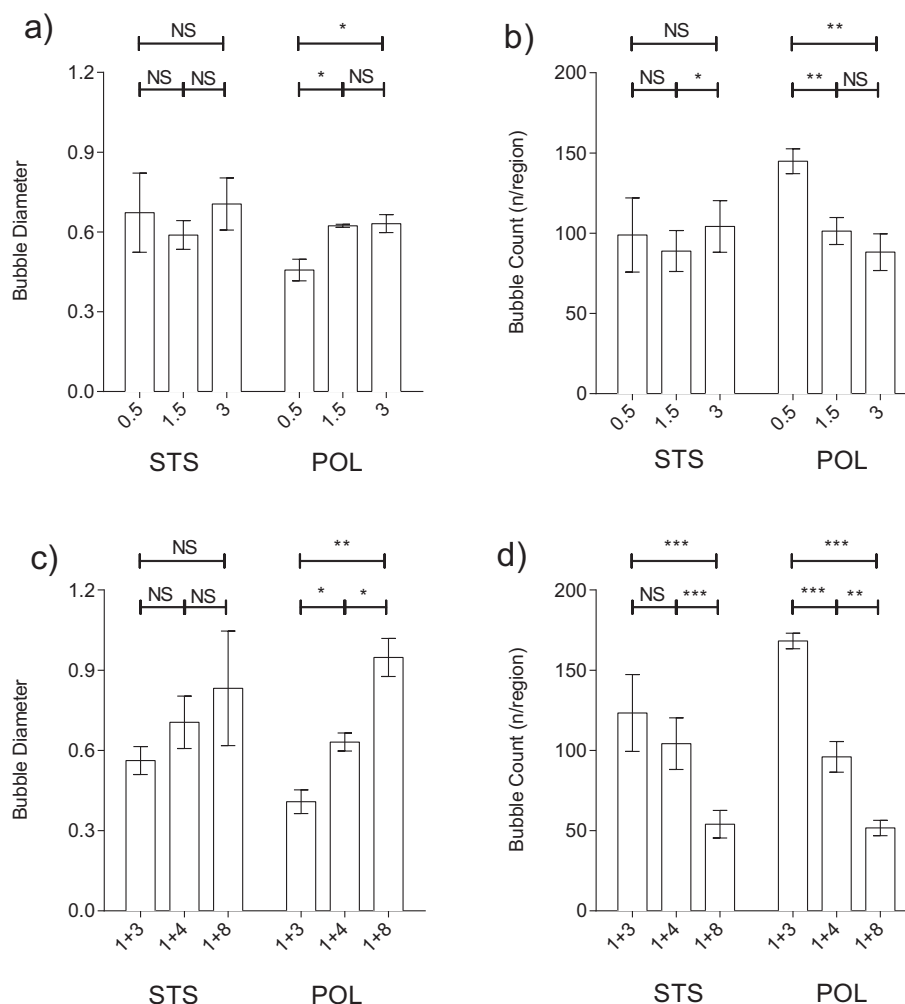 a)
NS
*
NS
NS
*
NS
1.2
0.9
0.6
0.3
0.0
Bubble Diameter
0.5
1.5
3
0.5
1.5
3
STS
POL
b)
NS
**
NS
*
**
NS
200
150
100
50
0
Bubble Count (n/region)
0.5
1.5
3
0.5
1.5
3
STS
POL
c)
NS
**
NS
NS
*
*
1.2
0.9
0.6
0.3
0.0
Bubble Diameter
1+3
1+4
1+8
1+3
1+4
1+8
STS
POL
d)
***
***
NS
***
***
**
200
150
100
50
0
Bubble Count (n/region)
1+3
1+4
1+8
1+3
1+4
1+8
STS
POL